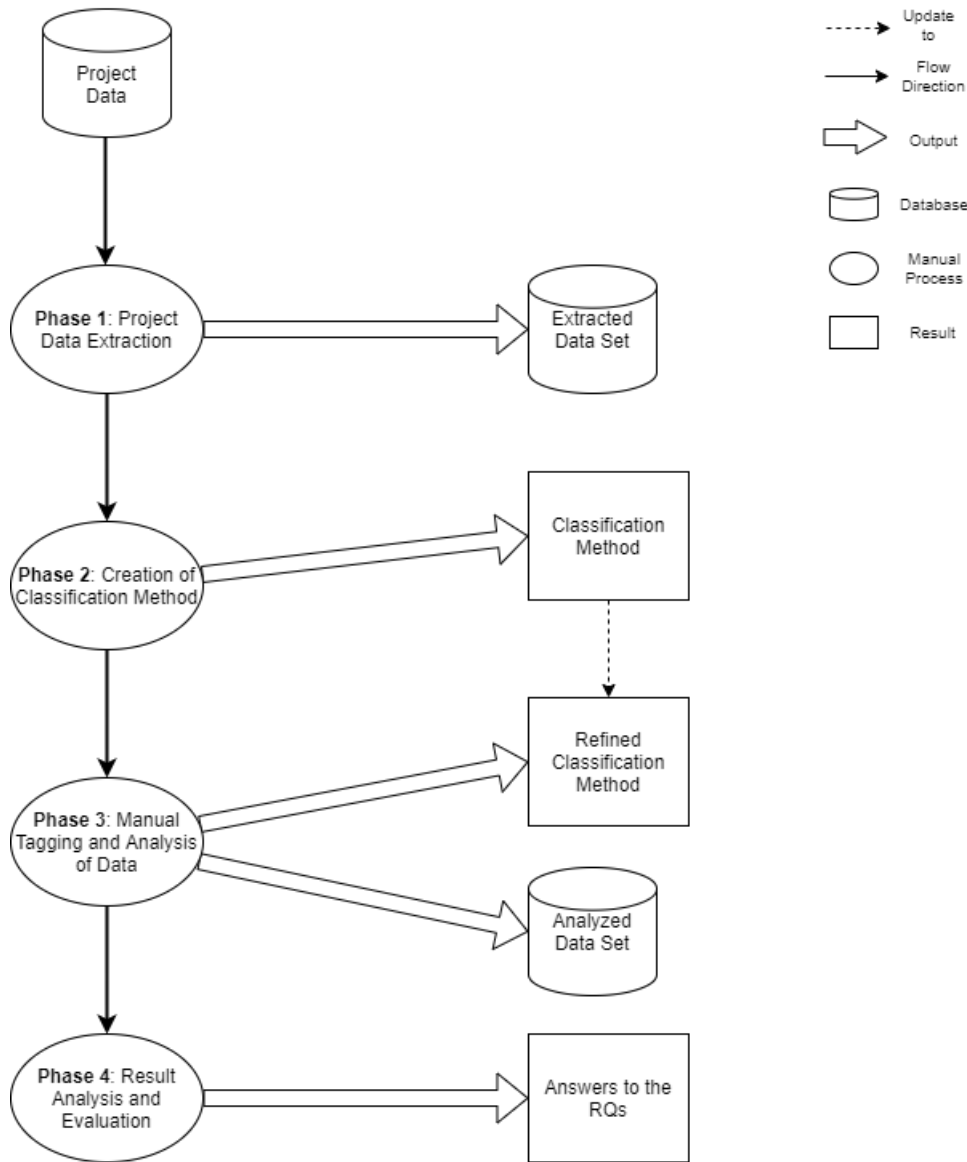 Project
Data
Update
to
Flow
Direction
Output
Database
Manual
Process
Result
Phase 1: Project
Data Extraction
Extracted
Data Set
Phase 2: Creation of
Classification Method
Classification
Method
Refined
Classification
Method
Phase 3: Manual
Tagging and Analysis
of Data
Analyzed
Data Set
Phase 4: Result
Analysis and
Evaluation
Answers to the
RQs